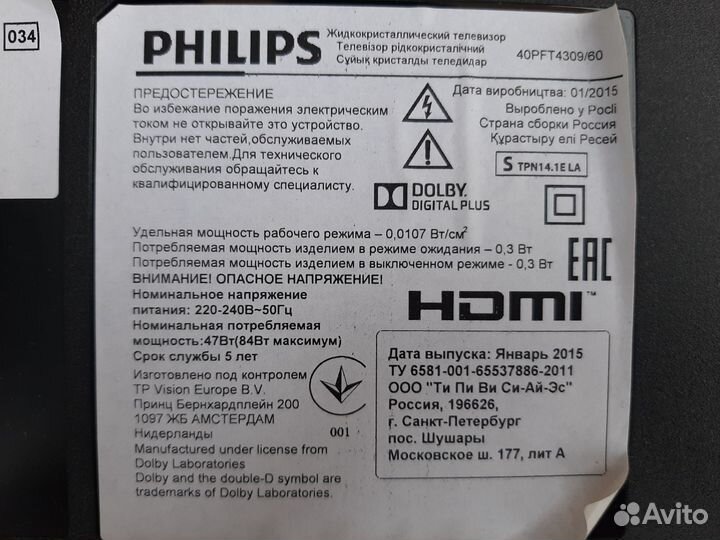 034
PHILIPS
Жидкокристаллический телевизор
Телевізор рідкокристалічний
Сұйық кристалды теледидар
40PFT4309/60
ПРЕДОСТЕРЕЖЕНИЕ
Во избежание поражения электрическим
током не открывайте это устройство.
Внутри нет частей,обслуживаемых
пользователем.Для технического
обслуживания обращайтесь к
квалифицированному специалисту.
Дата виробництва: 01/2015
Выроблено у Росіі
Страна сборки Россия
Құрастыру елі Ресей
S TPN14.1E LA
DOLBY
DIGITAL PLUS
Удельная мощность рабочего режима – 0,0107 Вт/см²
Потребляемая мощность изделием в режиме ожидания – 0,3 Вт
Потребляемая мощность изделием в выключенном режиме - 0,3 Вт
ВНИМАНИЕ! ОПАСНОЕ НАПРЯЖЕНИЕ!
EAC
Номинальное напряжение
питания: 220-240В~50Гц
Номинальная потребляемая
мощность:47Вт(84Вт максимум)
Срок службы 5 лет
HDMI™
Изготовлено под контролем
TP Vision Europe B.V.
Принц Бернхардплейн 200
1097 ЖБ АМСТЕРДАМ
Нидерланды
001
Manufactured under license from
Dolby Laboratories
Dolby and the double-D symbol are
trademarks of Dolby Laboratories.
Дата выпуска: Январь 2015
ТУ 6581-001-65537886-2011
ООО "Ти Пи Ви Си-Ай-Эс"
Россия, 196626,
г. Санкт-Петербург
пос. Шушары
Московское ш. 177, лит А
Avito